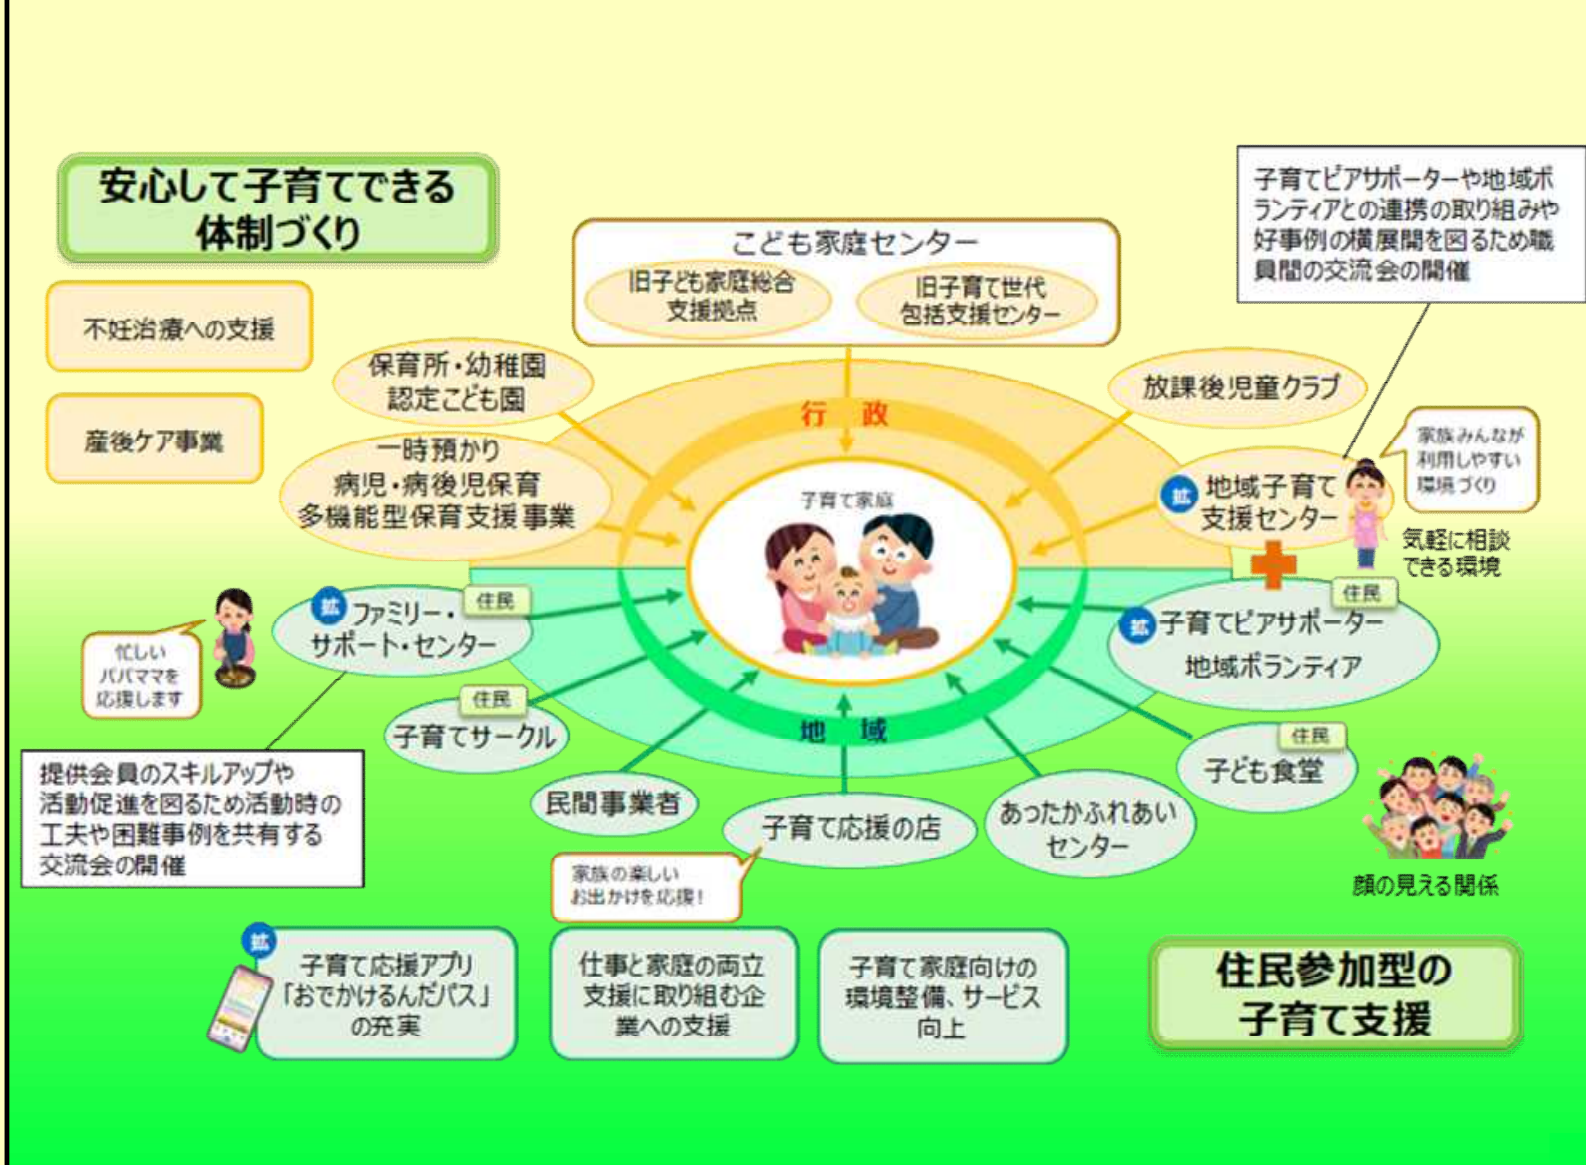 安心して子育てできる
体制づくり
不妊治療への支援
産後ケア事業
こども家庭センター
旧子ども家庭総合
支援拠点
旧子育て世代
包括支援センター
子育てピアサポーターや地域ボ
ランティアとの連携の取り組みや
好事例の横展開を図るため職
員間の交流会の開催
保育所・幼稚園
認定こども園
一時預かり
病児・病後児保育
多機能型保育支援事業
行 政
放課後児童クラブ
拡
地域子育て
支援センター
家族みんなが
利用しやすい
環境づくり
気軽に相談
できる環境
子育て家庭
拡
ファミリー・
サポート・センター
住民
忙しい
パパママを
応援します
住民
拡
子育てピアサポーター
地域ボランティア
住民
子育てサークル
地 域
住民
子ども食堂
民間事業者
子育て応援の店
あったかふれあい
センター
顔の見える関係
提供会員のスキルアップや
活動促進を図るため活動時の
工夫や困難事例を共有する
交流会の開催
家族の楽しい
お出かけを応援！
拡
子育て応援アプリ
「おでかけるんだパス」
の充実
仕事と家庭の両立
支援に取り組む企
業への支援
子育て家庭向けの
環境整備、サービス
向上
住民参加型の
子育て支援